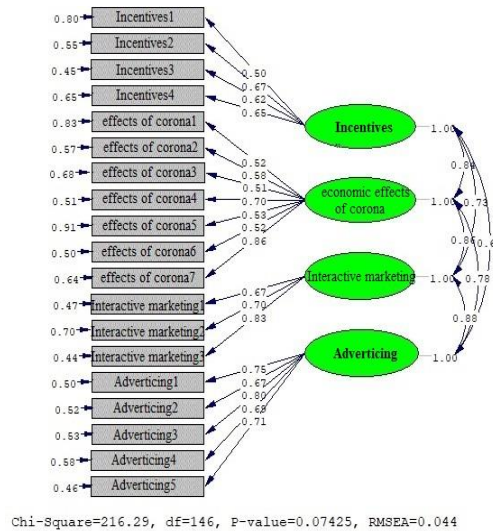 0.80 Incentives1
0.55 Incentives2
0.45 Incentives3
0.65 Incentives4
0.83 effects of corona1
0.57 effects of corona2
0.68 effects of corona3
0.51 effects of corona4
0.91 effects of corona5
0.50 effects of corona6
0.64 effects of corona7
0.47 Interactive marketing1
0.70 Interactive marketing2
0.44 Interactive marketing3
0.50 Adverticing1
0.52 Adverticing2
0.53 Adverticing3
0.58 Adverticing4
0.46 Adverticing5
0.50
0.67
0.62
0.65
0.52
0.58
0.51
0.70
0.53
0.52
0.86
0.67
0.70
0.83
0.75
0.67
0.80
0.69
0.71
Incentives
economic effects
of corona
Interactive marketing
Adverticing
1.00
1.00
1.00
1.00
0.84
0.73
0.86
0.78
0.88
Chi-Square=216.29, df=146, P-value=0.07425, RMSEA=0.044